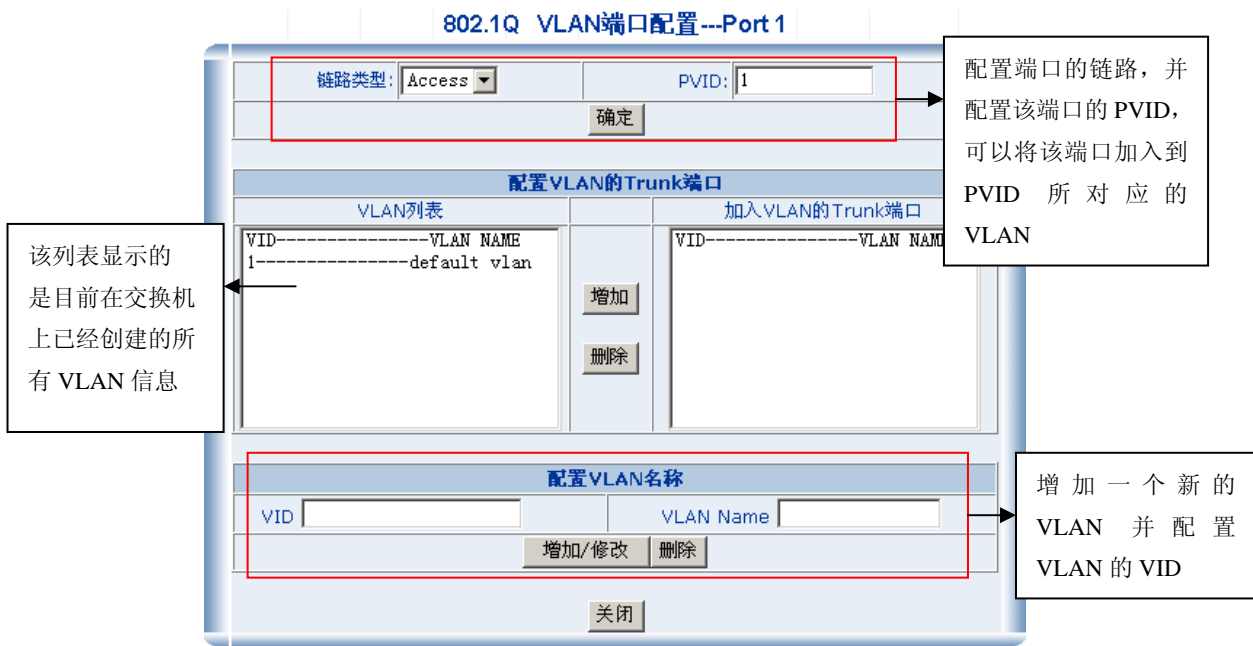 802.1Q VLAN端口配置---Port 1
链路类型: Access PVID: 1
确定
配置端口的链路，并
配置该端口的 PVID，
可以将该端口加入到
PVID 所对应的
VLAN
配置VLAN的Trunk端口
VLAN列表 加入VLAN的Trunk端口
VID---------------VLAN NAME
1---------------default vlan
增加
删除
VID---------------VLAN NAM
该列表显示的
是目前在交换机
上已经创建的所
有 VLAN 信息
配置VLAN名称
VID VLAN Name
增加/修改 删除
增加一个新的
VLAN 并配置
VLAN 的 VID
关闭